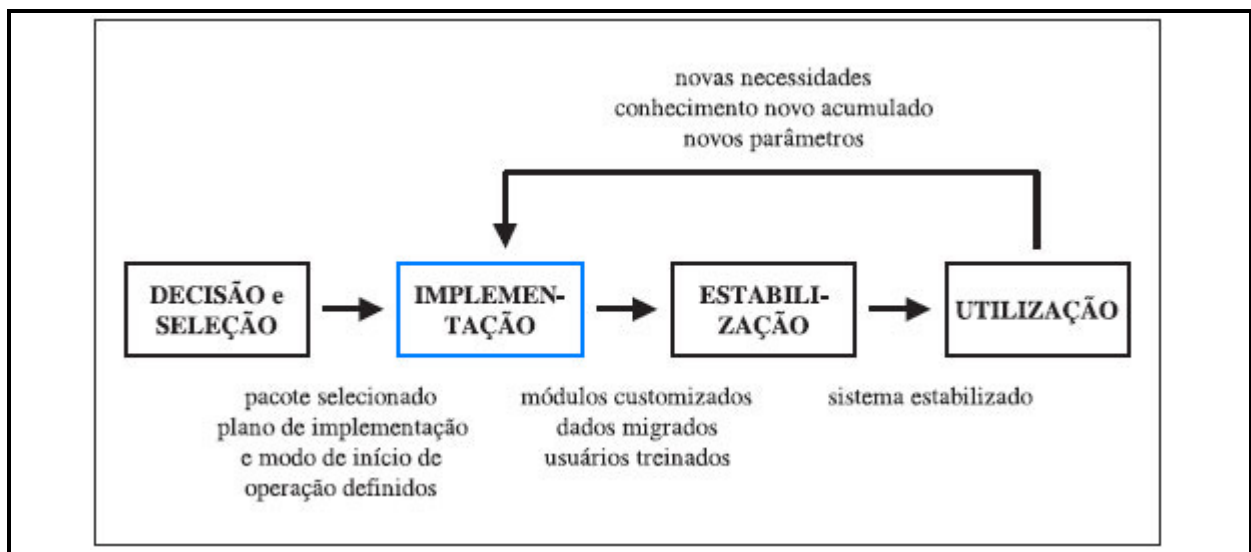 novas necessidades
conhecimento novo acumulado
novos parâmetros
DECISÃO e
SELEÇÃO
IMPLEMEN-
TAÇÃO
ESTABILI-
ZAÇÃO
UTILIZAÇÃO
pacote selecionado
plano de implementação
e modo de início de
operação definidos
módulos customizados
dados migrados
usuários treinados
sistema estabilizado